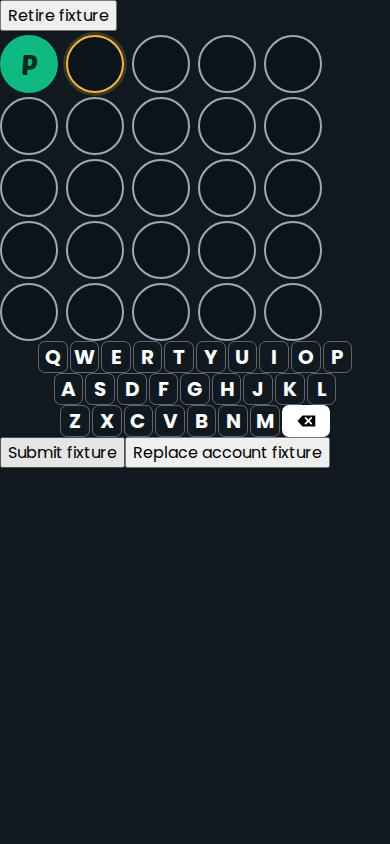 Retire fixture
P
Q W E R T Y U I O P
A S D F G H J K L
Z X C V B N M
Submit fixture Replace account fixture